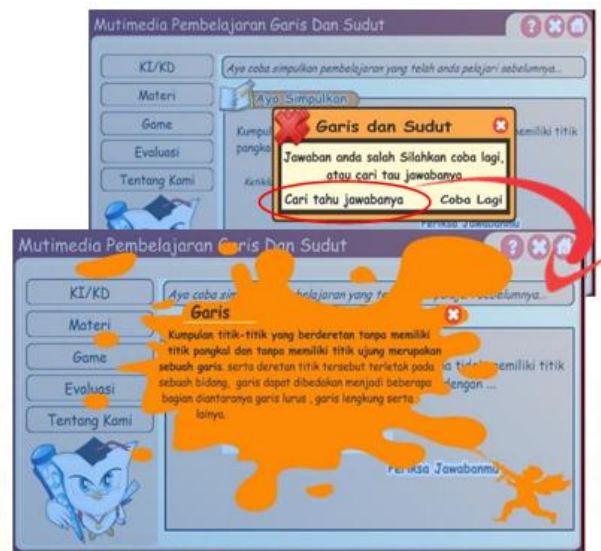 Mutimedia Pembelajaran Garis Dan Sudut
KI/KD
Materi
Game
Evaluasi
Tentang Kami
Ayo coba simpulkan pembelajaran yang telah anda pelajari sebelumnya...
Ayo Simpulkan
Garis dan Sudut
Jawaban anda salah Silahkan coba lagi,
atau cari tau jawabanya
Cari tahu jawabanya Coba Lagi
memiliki titik
Periksa Jawabanmu
Mutimedia Pembelajaran Garis Dan Sudut
KI/KD
Materi
Game
Evaluasi
Tentang Kami
Ayo coba
sebelumnya...
Garis
Kumpulan titik-titik yang berderetan tanpa memiliki
titik pangkal dan tanpa memiliki titik ujung merupakan
sebuah garis. serta deretan titik tersebut terletak pada
sebuah bidang, garis dapat dibedakan menjadi beberapa
bagian diantaranya garis lurus , garis lengkung serta
lainya.
memiliki titik
dengan ...
Periksa Jawabanmu